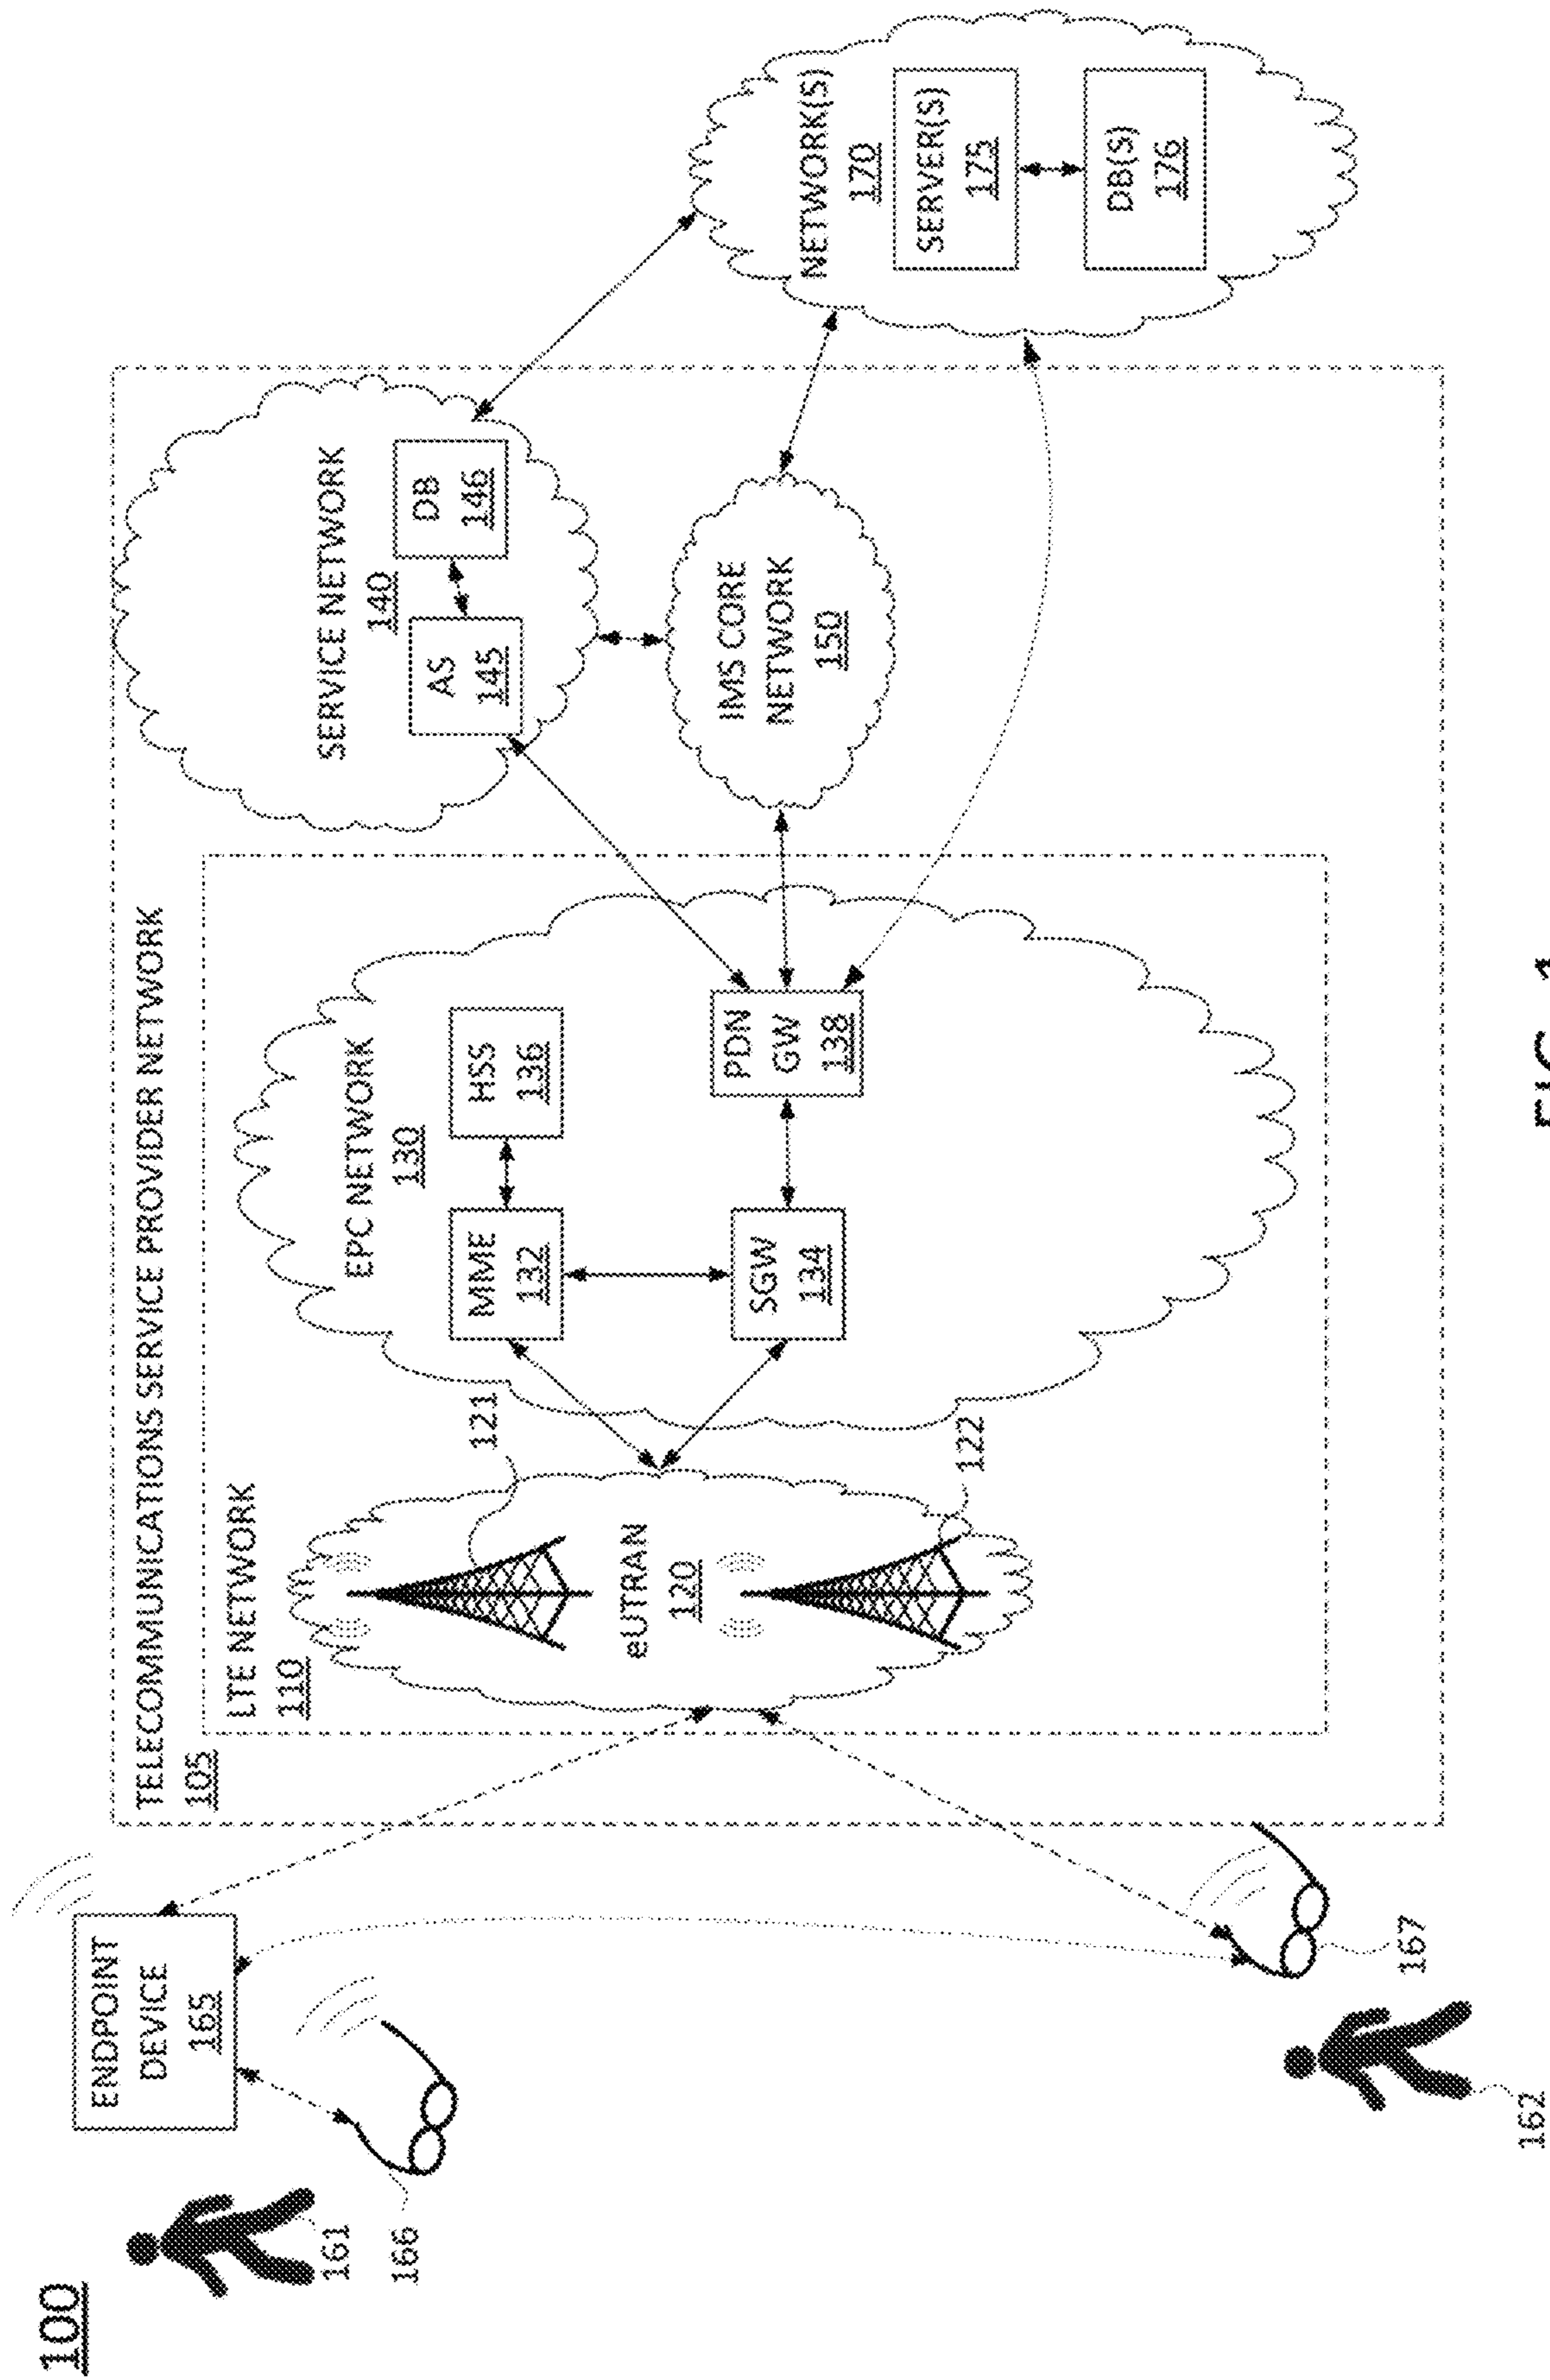 100
TELECOMMUNICATIONS SERVICE PROVIDER NETWORK
105
LTE NETWORK
110
ENDPOINT
DEVICE
165
161
166
162
167
eUTRAN
120
121
122
EPC NETWORK
130
MME
132
HSS
136
SGW
134
PDN
GW
138
SERVICE NETWORK
140
AS
145
DB
146
IMS CORE
NETWORK
150
NETWORK(S)
170
SERVER(S)
175
DB(S)
176
FIG. 1